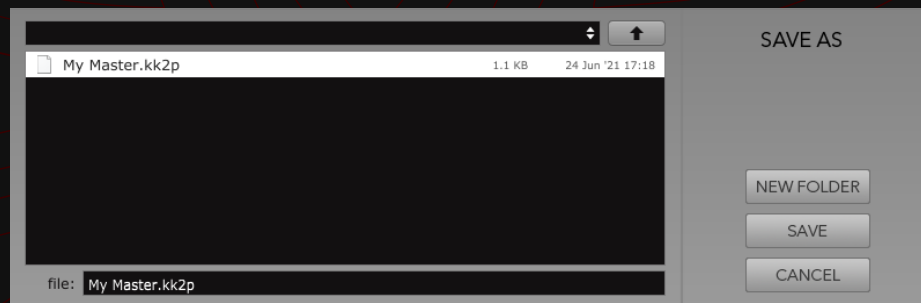 SAVE AS
My Master.kk2p 1.1 KB 24 Jun '21 17:18
NEW FOLDER
SAVE
CANCEL
file: My Master.kk2p